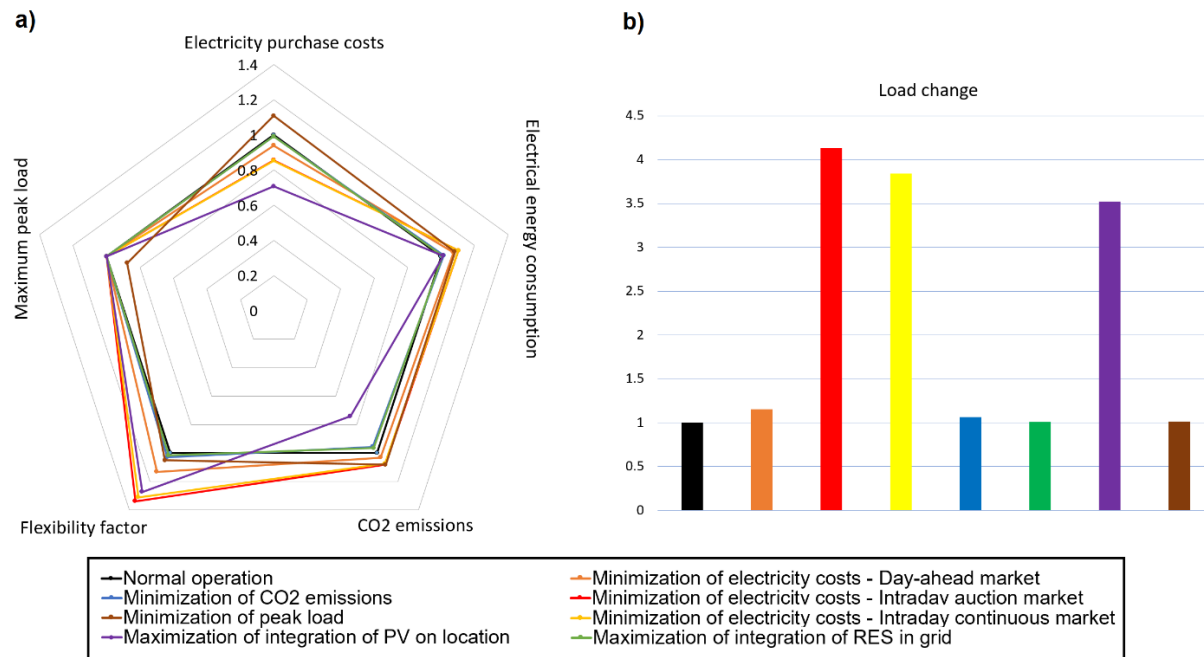 a)
Electricity purchase costs
1.4
1.2
1
0.8
0.6
0.4
0.2
0
Maximum peak load
Electrical energy consumption
Flexibility factor
CO2 emissions
b)
Load change
4.5
4
3.5
3
2.5
2
1.5
1
0.5
0
Normal operation
Minimization of CO2 emissions
Minimization of peak load
Maximization of integration of PV on location
Minimization of electricity costs - Day-ahead market
Minimization of electricity costs - Intraday auction market
Minimization of electricity costs - Intraday continuous market
Maximization of integration of RES in grid